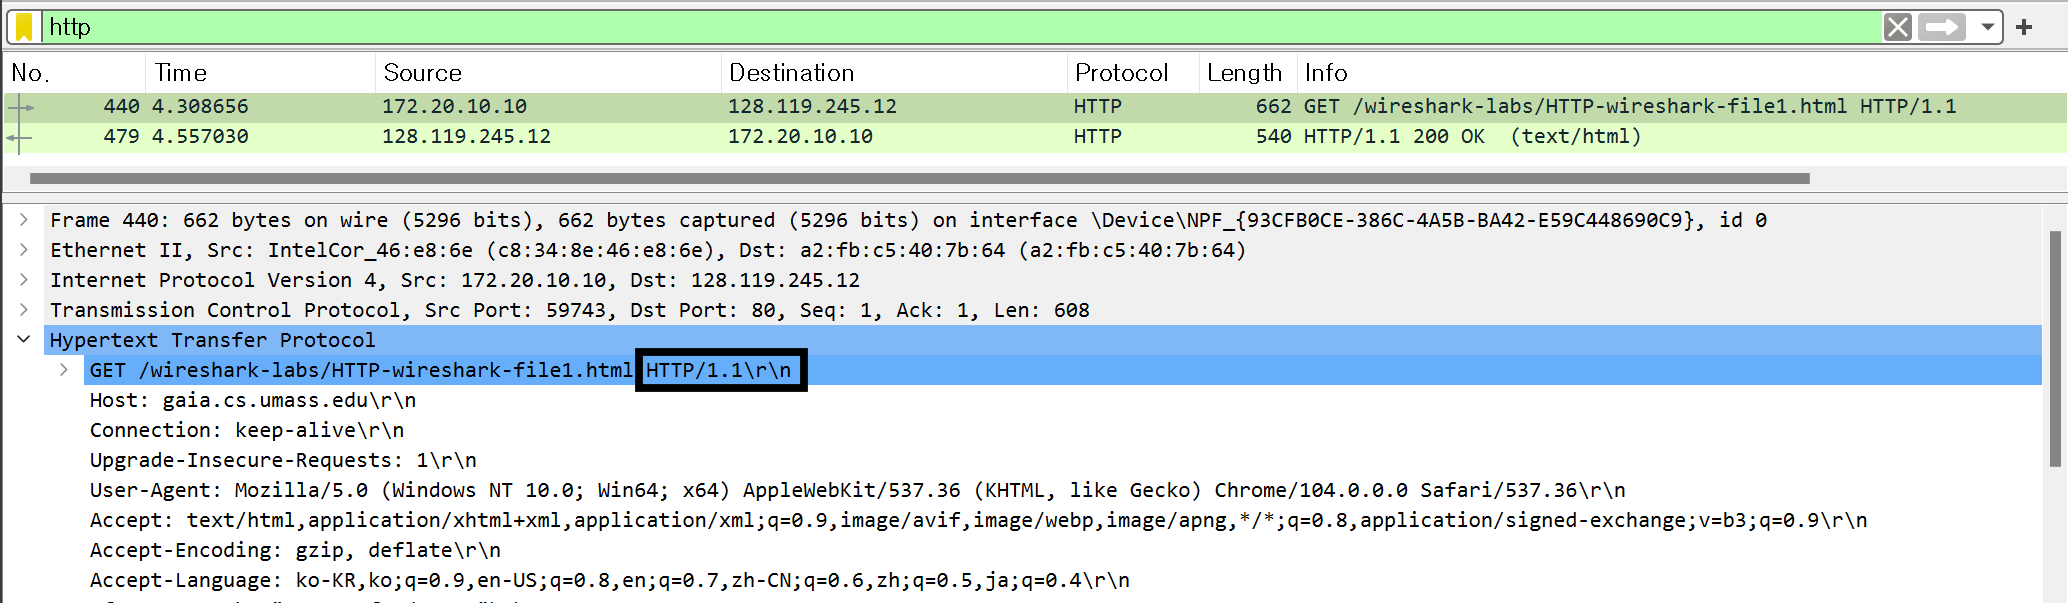 http
No. Time Source Destination Protocol Length Info
440 4.308656 172.20.10.10 128.119.245.12 HTTP 662 GET /wireshark-labs/HTTP-wireshark-file1.html HTTP/1.1
479 4.557030 128.119.245.12 172.20.10.10 HTTP 540 HTTP/1.1 200 OK (text/html)
Frame 440: 662 bytes on wire (5296 bits), 662 bytes captured (5296 bits) on interface \Device\NPF_{93CFB0CE-386C-4A5B-BA42-E59C448690C9}, id 0
Ethernet II, Src: IntelCor_46:e8:6e (c8:34:8e:46:e8:6e), Dst: a2:fb:c5:40:7b:64 (a2:fb:c5:40:7b:64)
Internet Protocol Version 4, Src: 172.20.10.10, Dst: 128.119.245.12
Transmission Control Protocol, Src Port: 59743, Dst Port: 80, Seq: 1, Ack: 1, Len: 608
Hypertext Transfer Protocol
GET /wireshark-labs/HTTP-wireshark-file1.html HTTP/1.1\r\n
Host: gaia.cs.umass.edu\r\n
Connection: keep-alive\r\n
Upgrade-Insecure-Requests: 1\r\n
User-Agent: Mozilla/5.0 (Windows NT 10.0; Win64; x64) AppleWebKit/537.36 (KHTML, like Gecko) Chrome/104.0.0.0 Safari/537.36\r\n
Accept: text/html,application/xhtml+xml,application/xml;q=0.9,image/avif,image/webp,image/apng,*/*;q=0.8,application/signed-exchange;v=b3;q=0.9\r\n
Accept-Encoding: gzip, deflate\r\n
Accept-Language: ko-KR,ko;q=0.9,en-US;q=0.8,en;q=0.7,zh-CN;q=0.6,zh;q=0.5,ja;q=0.4\r\n